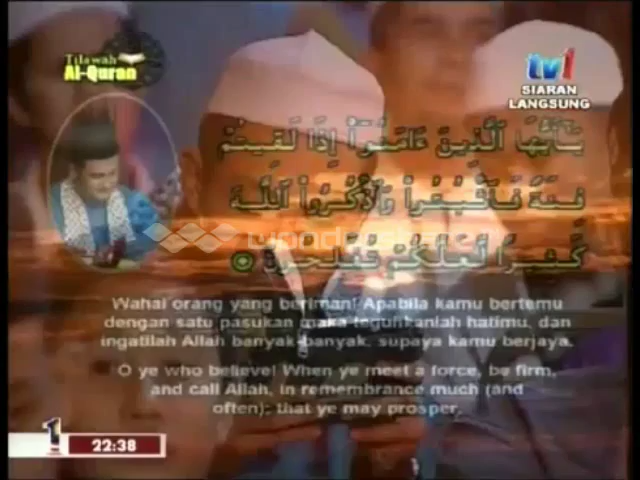 Tilawah
Al-Quran
tv1
SIARAN
LANGSUNG
يَٰٓأَيُّهَا ٱلَّذِينَ ءَامَنُوٓا۟ إِذَا لَقِيتُمْ
فِئَةً فَٱثْبُتُوا۟ وَٱذْكُرُوا۟ ٱللَّهَ
كَثِيرًا لَّعَلَّكُمْ تُفْلِحُونَ
Wahai orang yang beriman! Apabila kamu bertemu
dengan satu pasukan maka teguhkanlah hatimu, dan
ingatilah Allah banyak-banyak, supaya kamu berjaya.
O ye who believe! When ye meet a force, be firm,
and call Allah, in remembrance much (and
often); that ye may prosper.
1
22:38